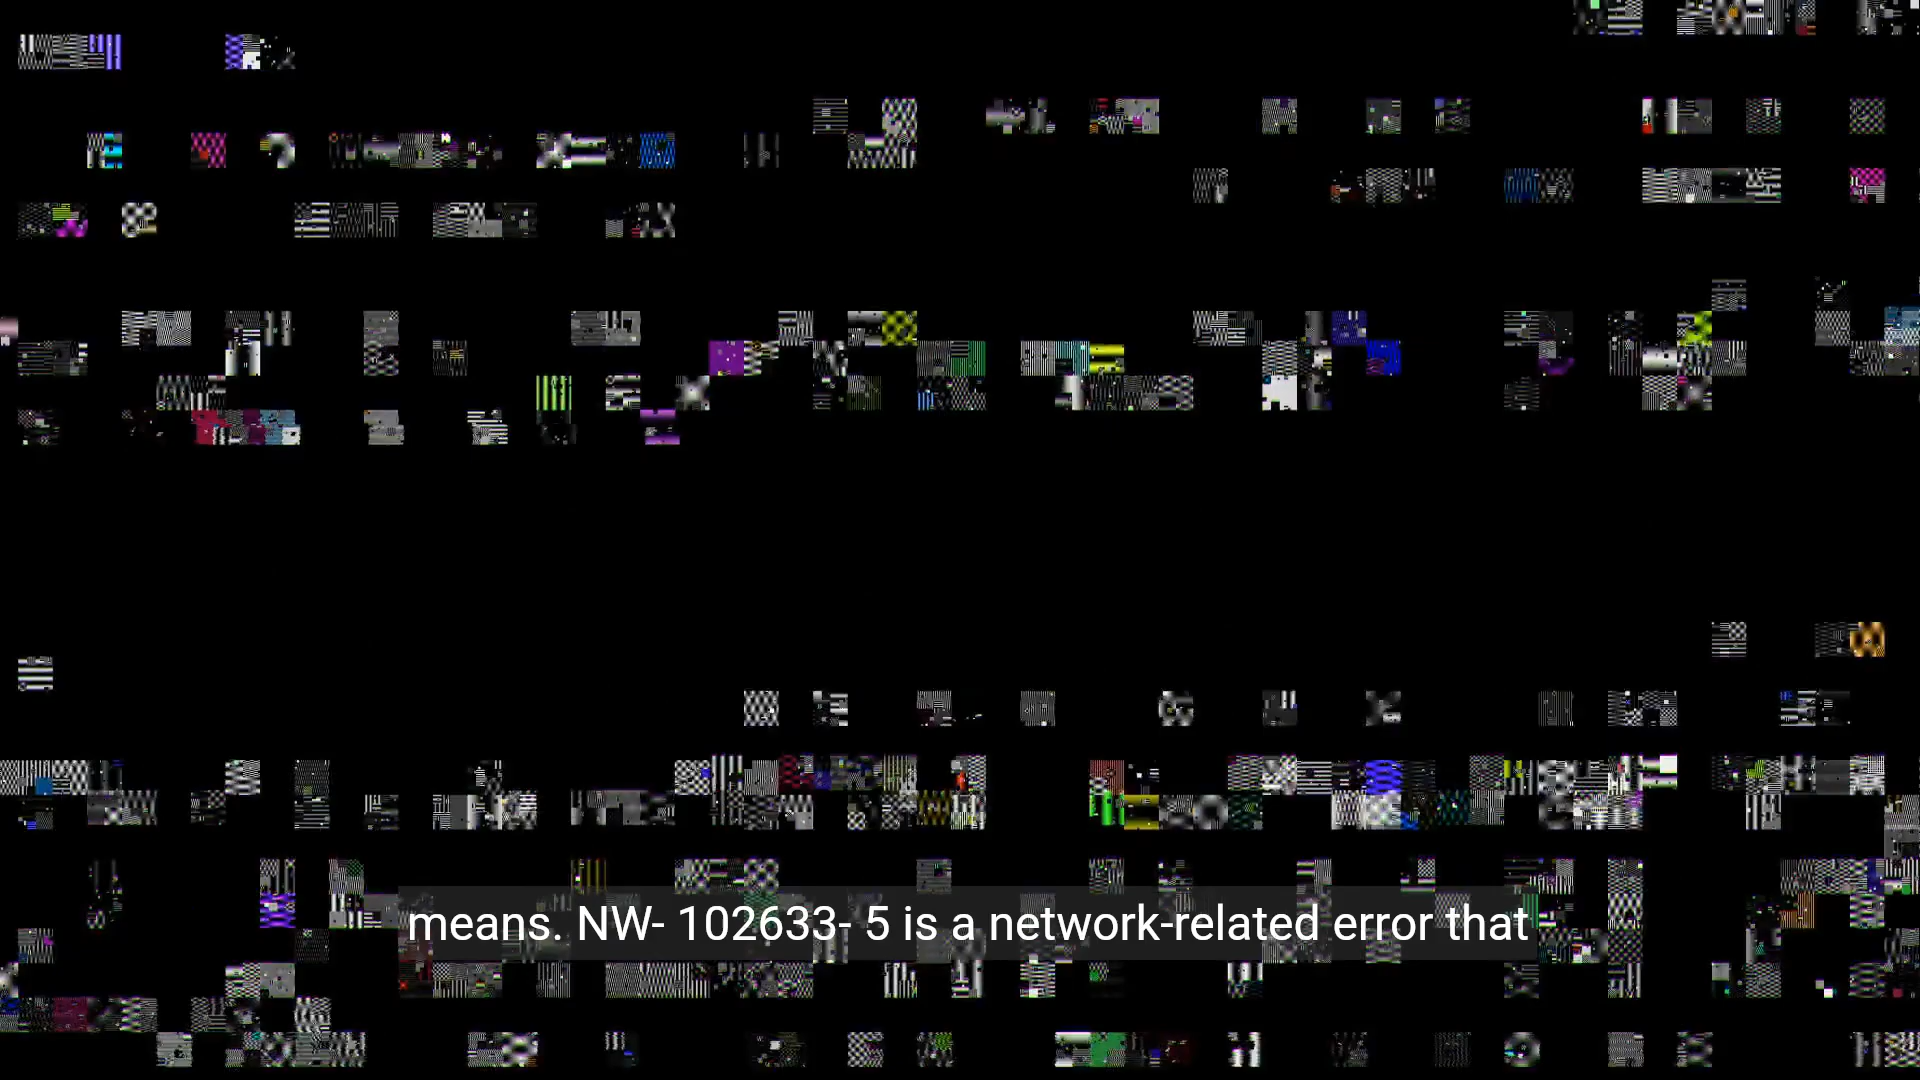 means. NW- 102633- 5 is a network-related error that